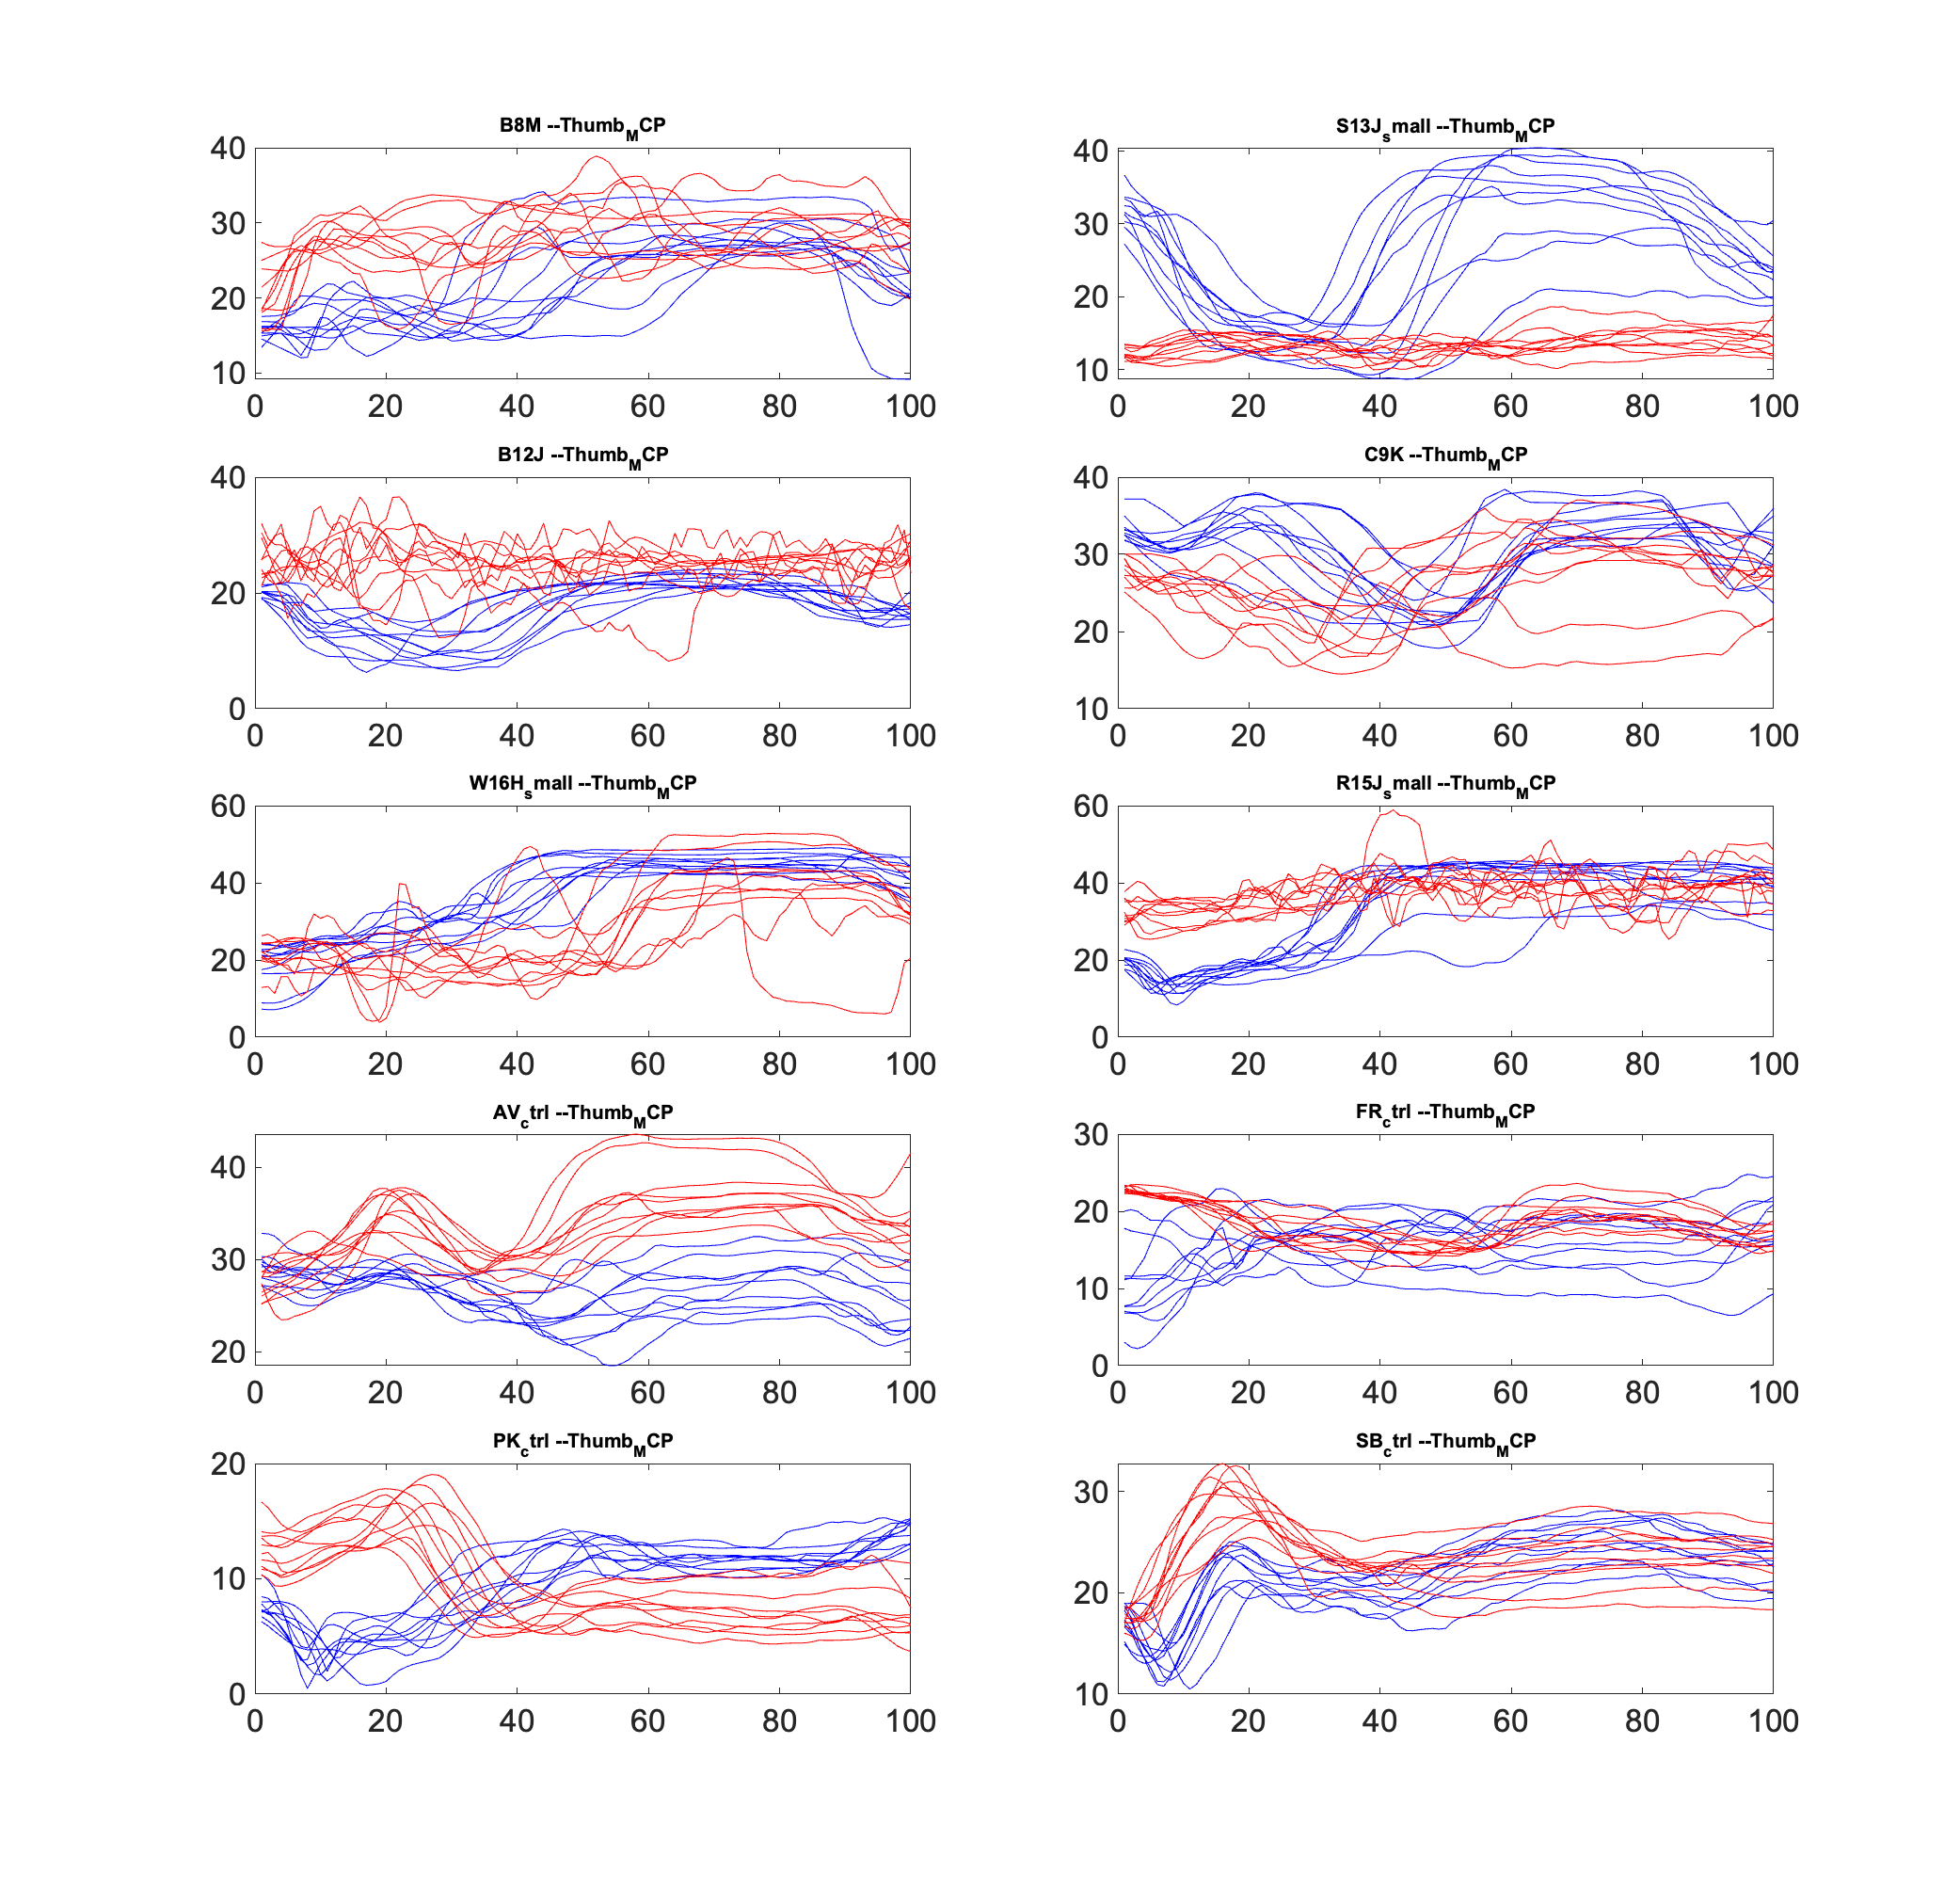 B8M --Thumb_MCP
40
30
20
10
0 20 40 60 80 100
S13J_small --Thumb_MCP
40
30
20
10
0 20 40 60 80 100
B12J --Thumb_MCP
40
20
0
0 20 40 60 80 100
C9K --Thumb_MCP
40
30
20
10
0 20 40 60 80 100
W16H_small --Thumb_MCP
60
40
20
0
0 20 40 60 80 100
R15J_small --Thumb_MCP
60
40
20
0
0 20 40 60 80 100
AV_ctrl --Thumb_MCP
40
30
20
0 20 40 60 80 100
FR_ctrl --Thumb_MCP
30
20
10
0
0 20 40 60 80 100
PK_ctrl --Thumb_MCP
20
10
0
0 20 40 60 80 100
SB_ctrl --Thumb_MCP
30
20
10
0 20 40 60 80 100